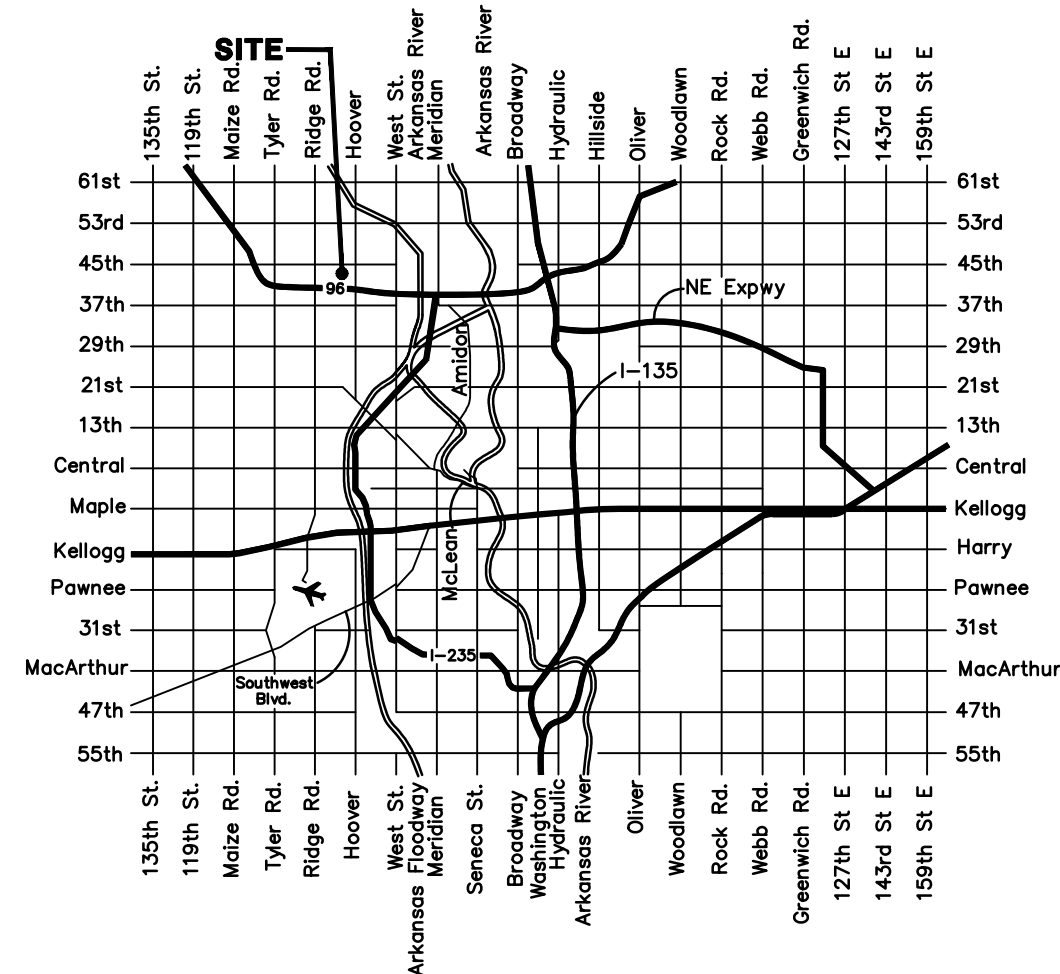 SITE
135th St.
119th St.
Maize Rd.
Tyler Rd.
Ridge Rd.
Hoover
West St.
Arkansas River
Meridian
Arkansas River
Broadway
Hydraulic
Hillside
Oliver
Woodlawn
Rock Rd.
Webb Rd.
Greenwich Rd.
127th St E
143rd St E
159th St E
61st
61st
53rd
53rd
45th
45th
96
NE Expwy
37th
37th
29th
29th
Amidon
I-135
21st
21st
13th
13th
Central
Central
Maple
Kellogg
McLean
Kellogg
Harry
Pawnee
Pawnee
31st
31st
I-235
MacArthur
MacArthur
Southwest
Blvd.
47th
47th
55th
55th
135th St.
119th St.
Maize Rd.
Tyler Rd.
Ridge Rd.
Hoover
West St.
Arkansas Floodway
Meridian
Seneca St.
Broadway
Washington
Hydraulic
Arkansas River
Oliver
Woodlawn
Rock Rd.
Webb Rd.
Greenwich Rd.
127th St E
143rd St E
159th St E